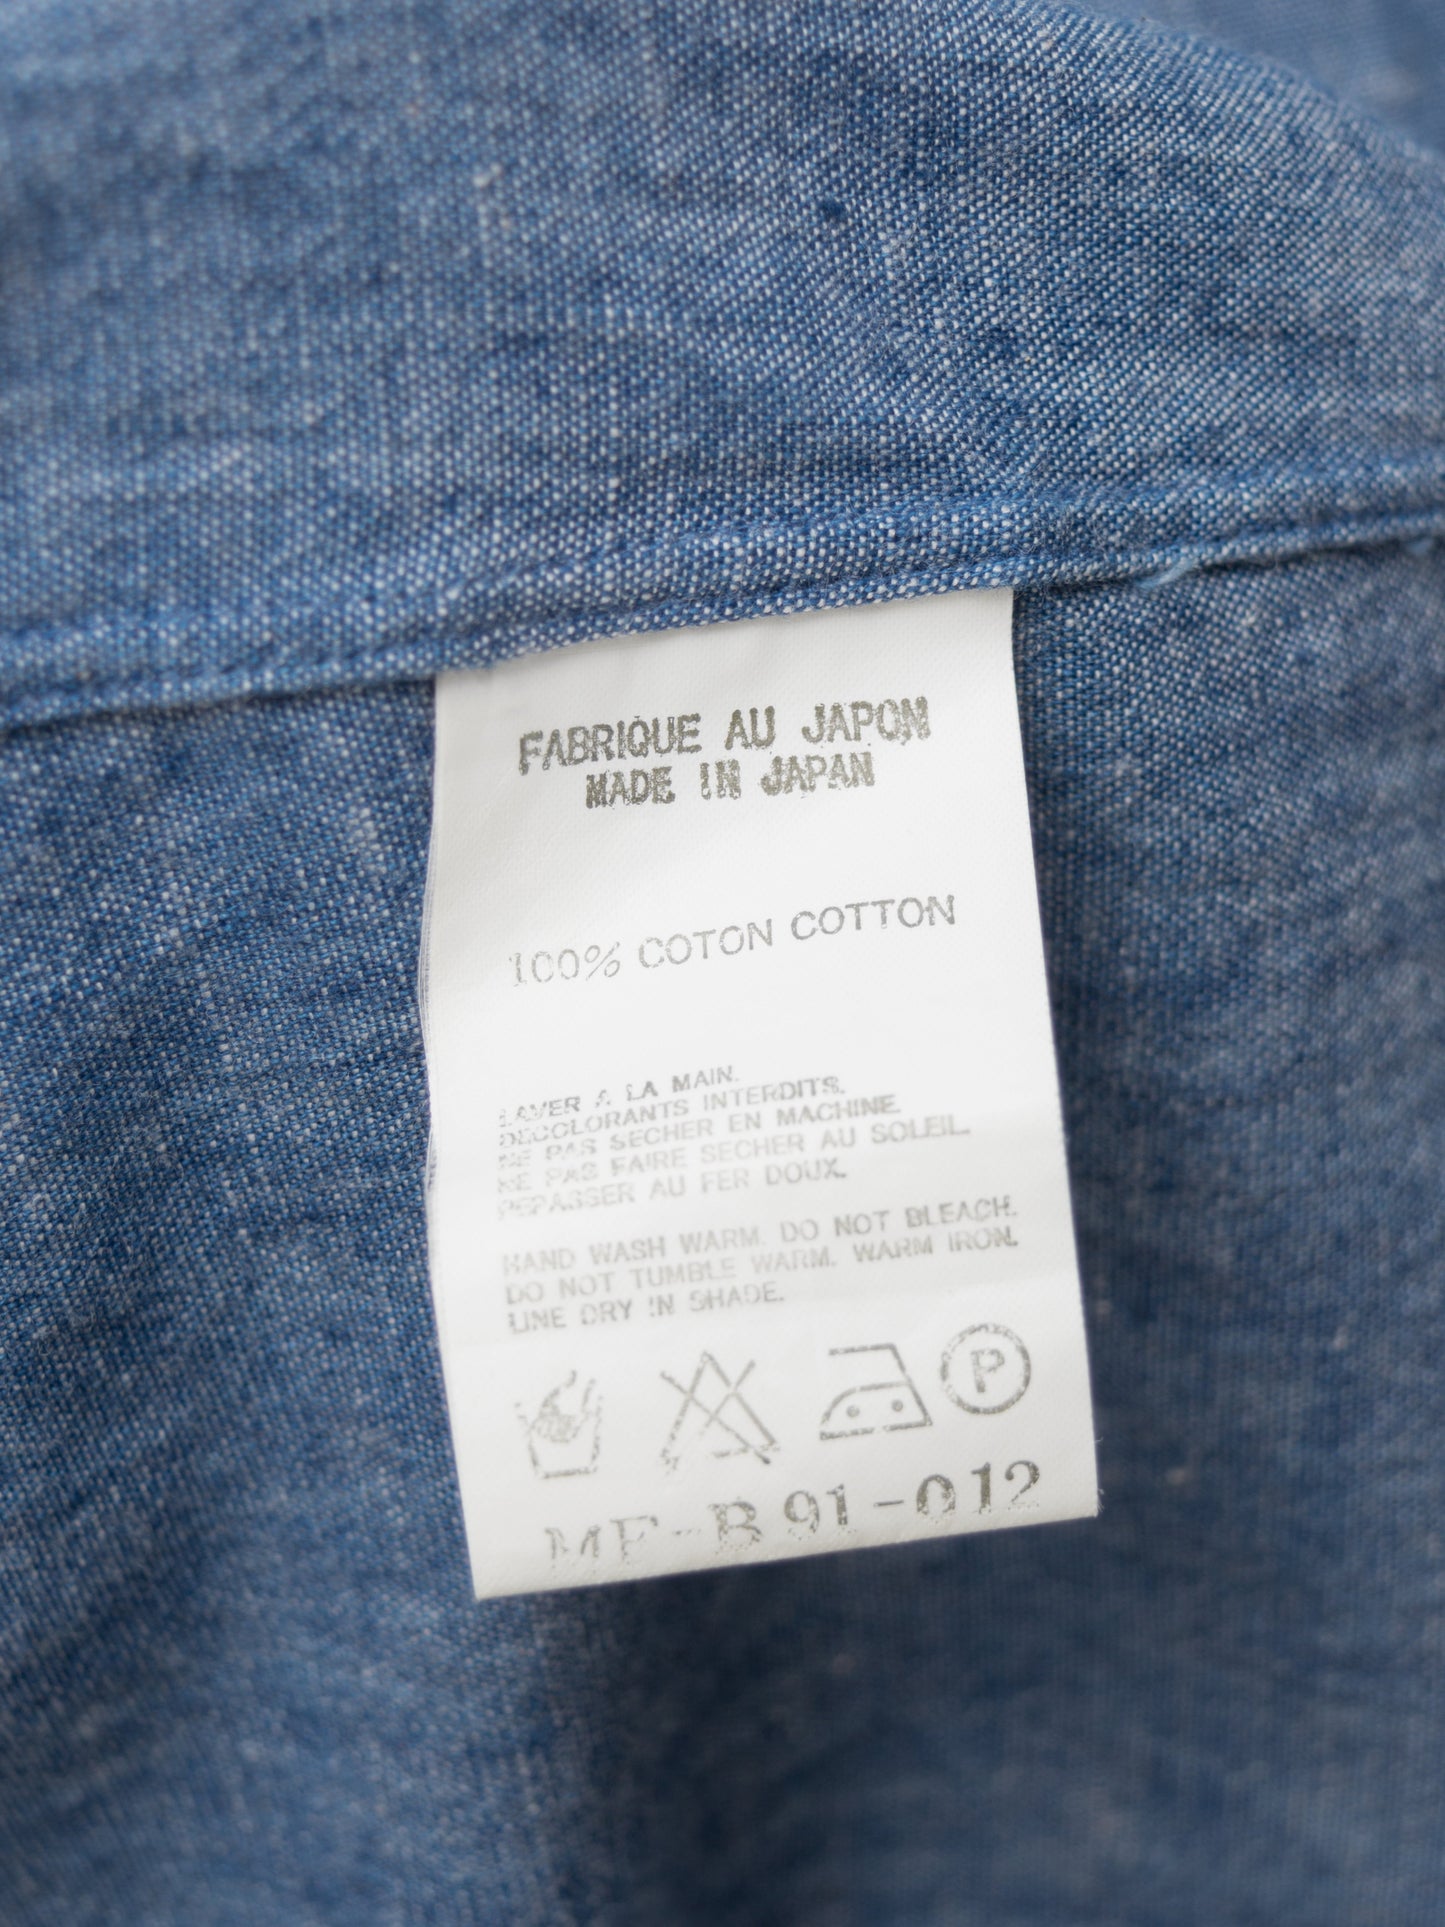 FABRIQUE AU JAPON
MADE IN JAPAN
100% COTON COTTON
LAVER A LA MAIN.
DECOLORANTS INTERDITS.
NE PAS SECHER EN MACHINE.
NE PAS FAIRE SECHER AU SOLEIL.
REPASSER AU FER DOUX.
HAND WASH WARM. DO NOT BLEACH.
DO NOT TUMBLE WARM. WARM IRON.
LINE DRY IN SHADE.
P
MF-B91-012